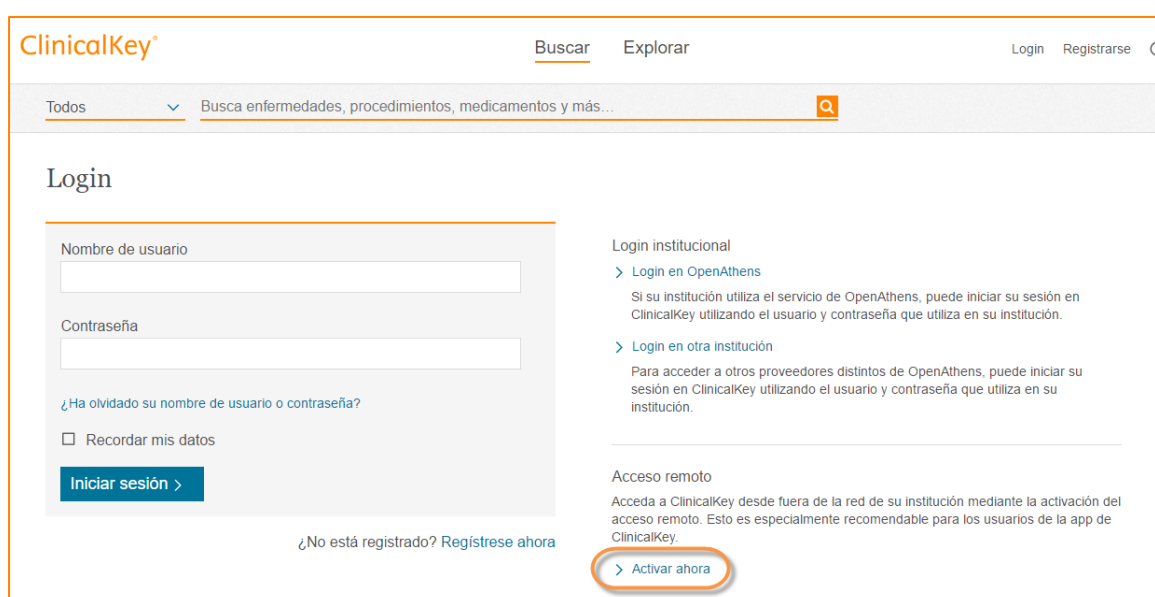 ClinicalKey®
Buscar Explorar
Login Registrarse
Todos
Busca enfermedades, procedimientos, medicamentos y más...
Login
Nombre de usuario
Contraseña
¿Ha olvidado su nombre de usuario o contraseña?
Recordar mis datos
Iniciar sesión >
¿No está registrado? Regístrese ahora
Login institucional
> Login en OpenAthens
Si su institución utiliza el servicio de OpenAthens, puede iniciar su sesión en
ClinicalKey utilizando el usuario y contraseña que utiliza en su institución.
> Login en otra institución
Para acceder a otros proveedores distintos de OpenAthens, puede iniciar su
sesión en ClinicalKey utilizando el usuario y contraseña que utiliza en su
institución.
Acceso remoto
Acceda a ClinicalKey desde fuera de la red de su institución mediante la activación del
acceso remoto. Esto es especialmente recomendable para los usuarios de la app de
ClinicalKey.
> Activar ahora